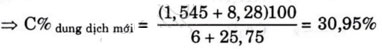 ⇒ C% dung dịch mới = (1,545 + 8,28)100 / 6 + 25,75 = 30,95%